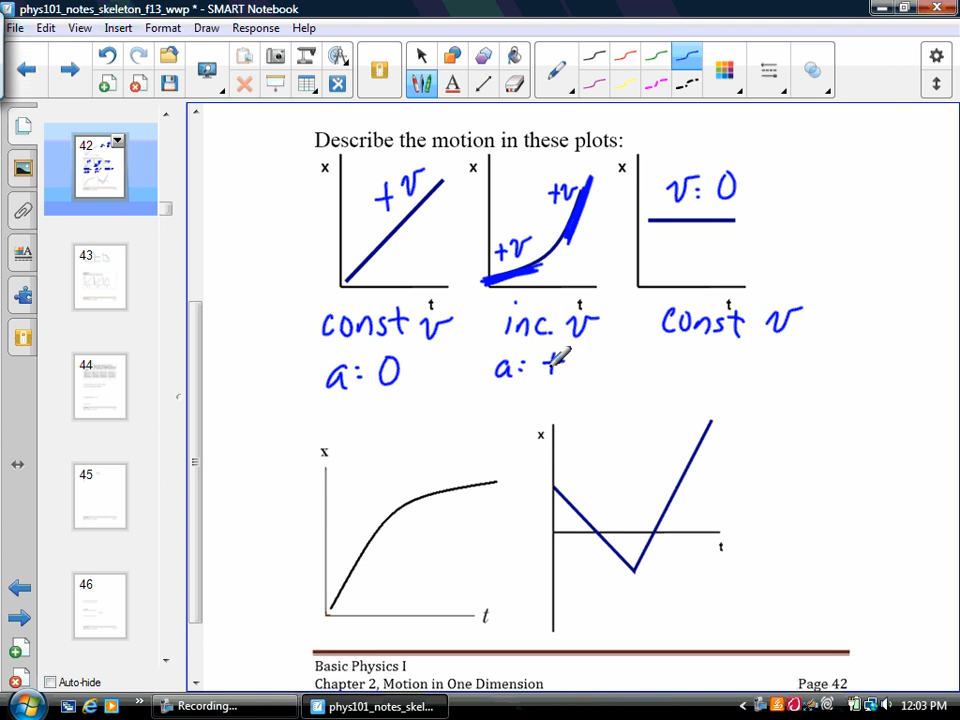 phys101_notes_skeleton_f13_wwp * - SMART Notebook
File Edit View Insert Format Draw Response Help
42
43
44
45
46
Auto-hide
Describe the motion in these plots:
x x x
+v +v +v v: 0
t t t
const v inc. v const v
a: 0 a: +
x x
t t
Basic Physics I
Chapter 2, Motion in One Dimension Page 42
Recording... phys101_notes_skel... 12:03 PM